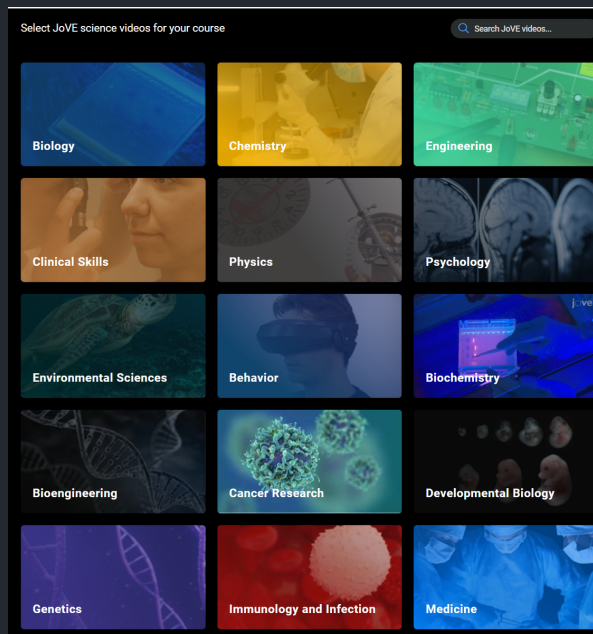 Select JoVE science videos for your course
Search JoVE videos...
Biology
Chemistry
Engineering
Clinical Skills
Physics
Psychology
Environmental Sciences
Behavior
jove
Biochemistry
Bioengineering
Cancer Research
Developmental Biology
Genetics
Immunology and Infection
Medicine